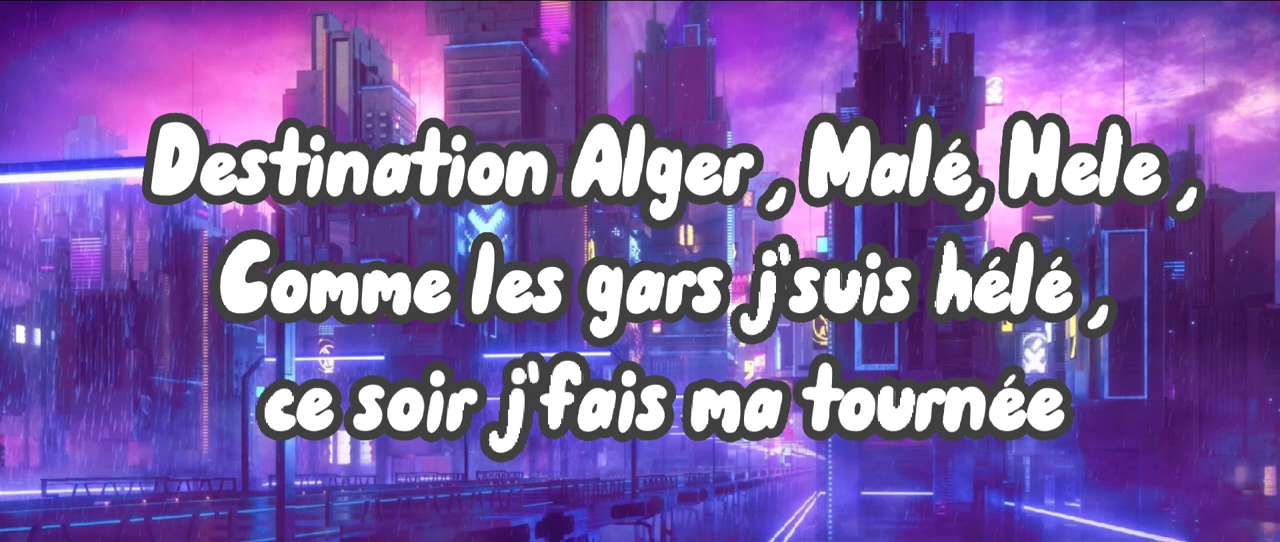 Destination Alger , Malé, Hele ,
Comme les gars j'suis hélé ,
ce soir j'fais ma tournée